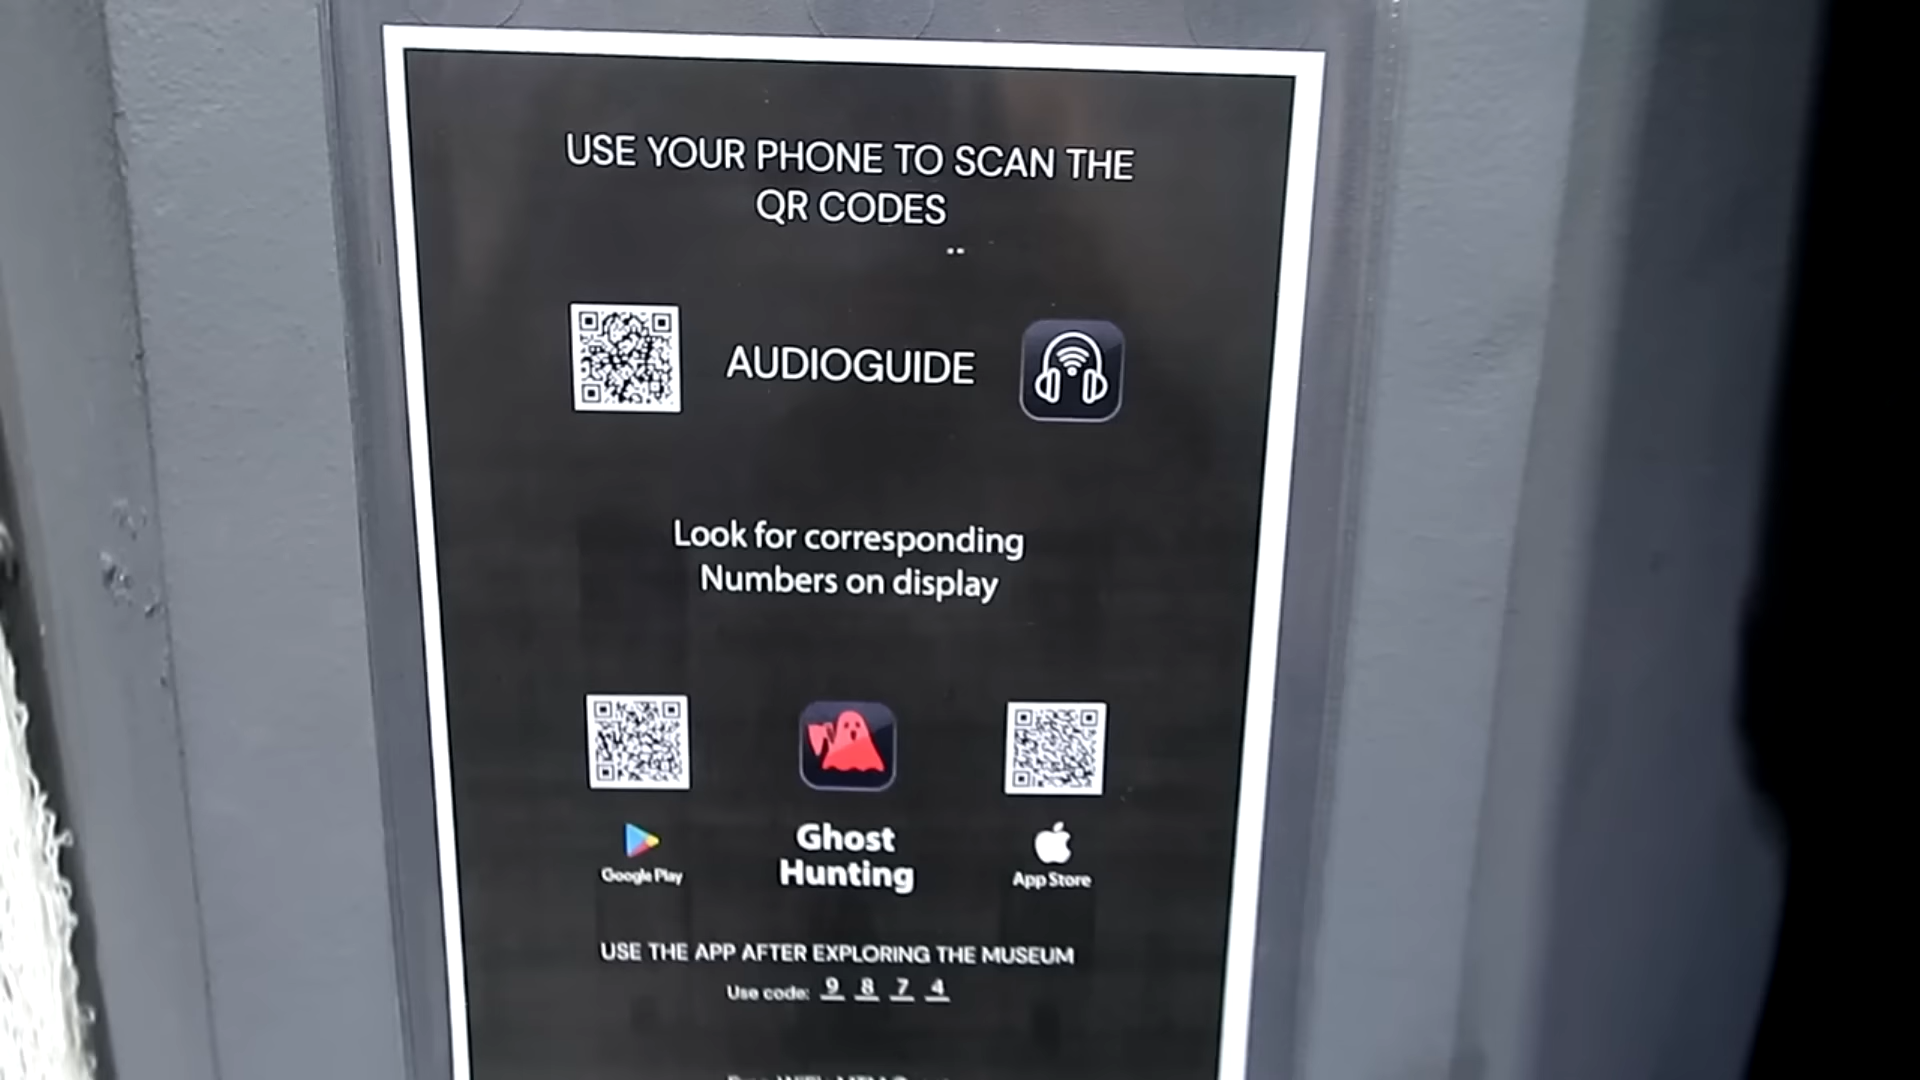 USE YOUR PHONE TO SCAN THE
QR CODES
AUDIOGUIDE
Look for corresponding
Numbers on display
Ghost
Hunting
Google Play
App Store
USE THE APP AFTER EXPLORING THE MUSEUM
Use code: 9 8 7 4